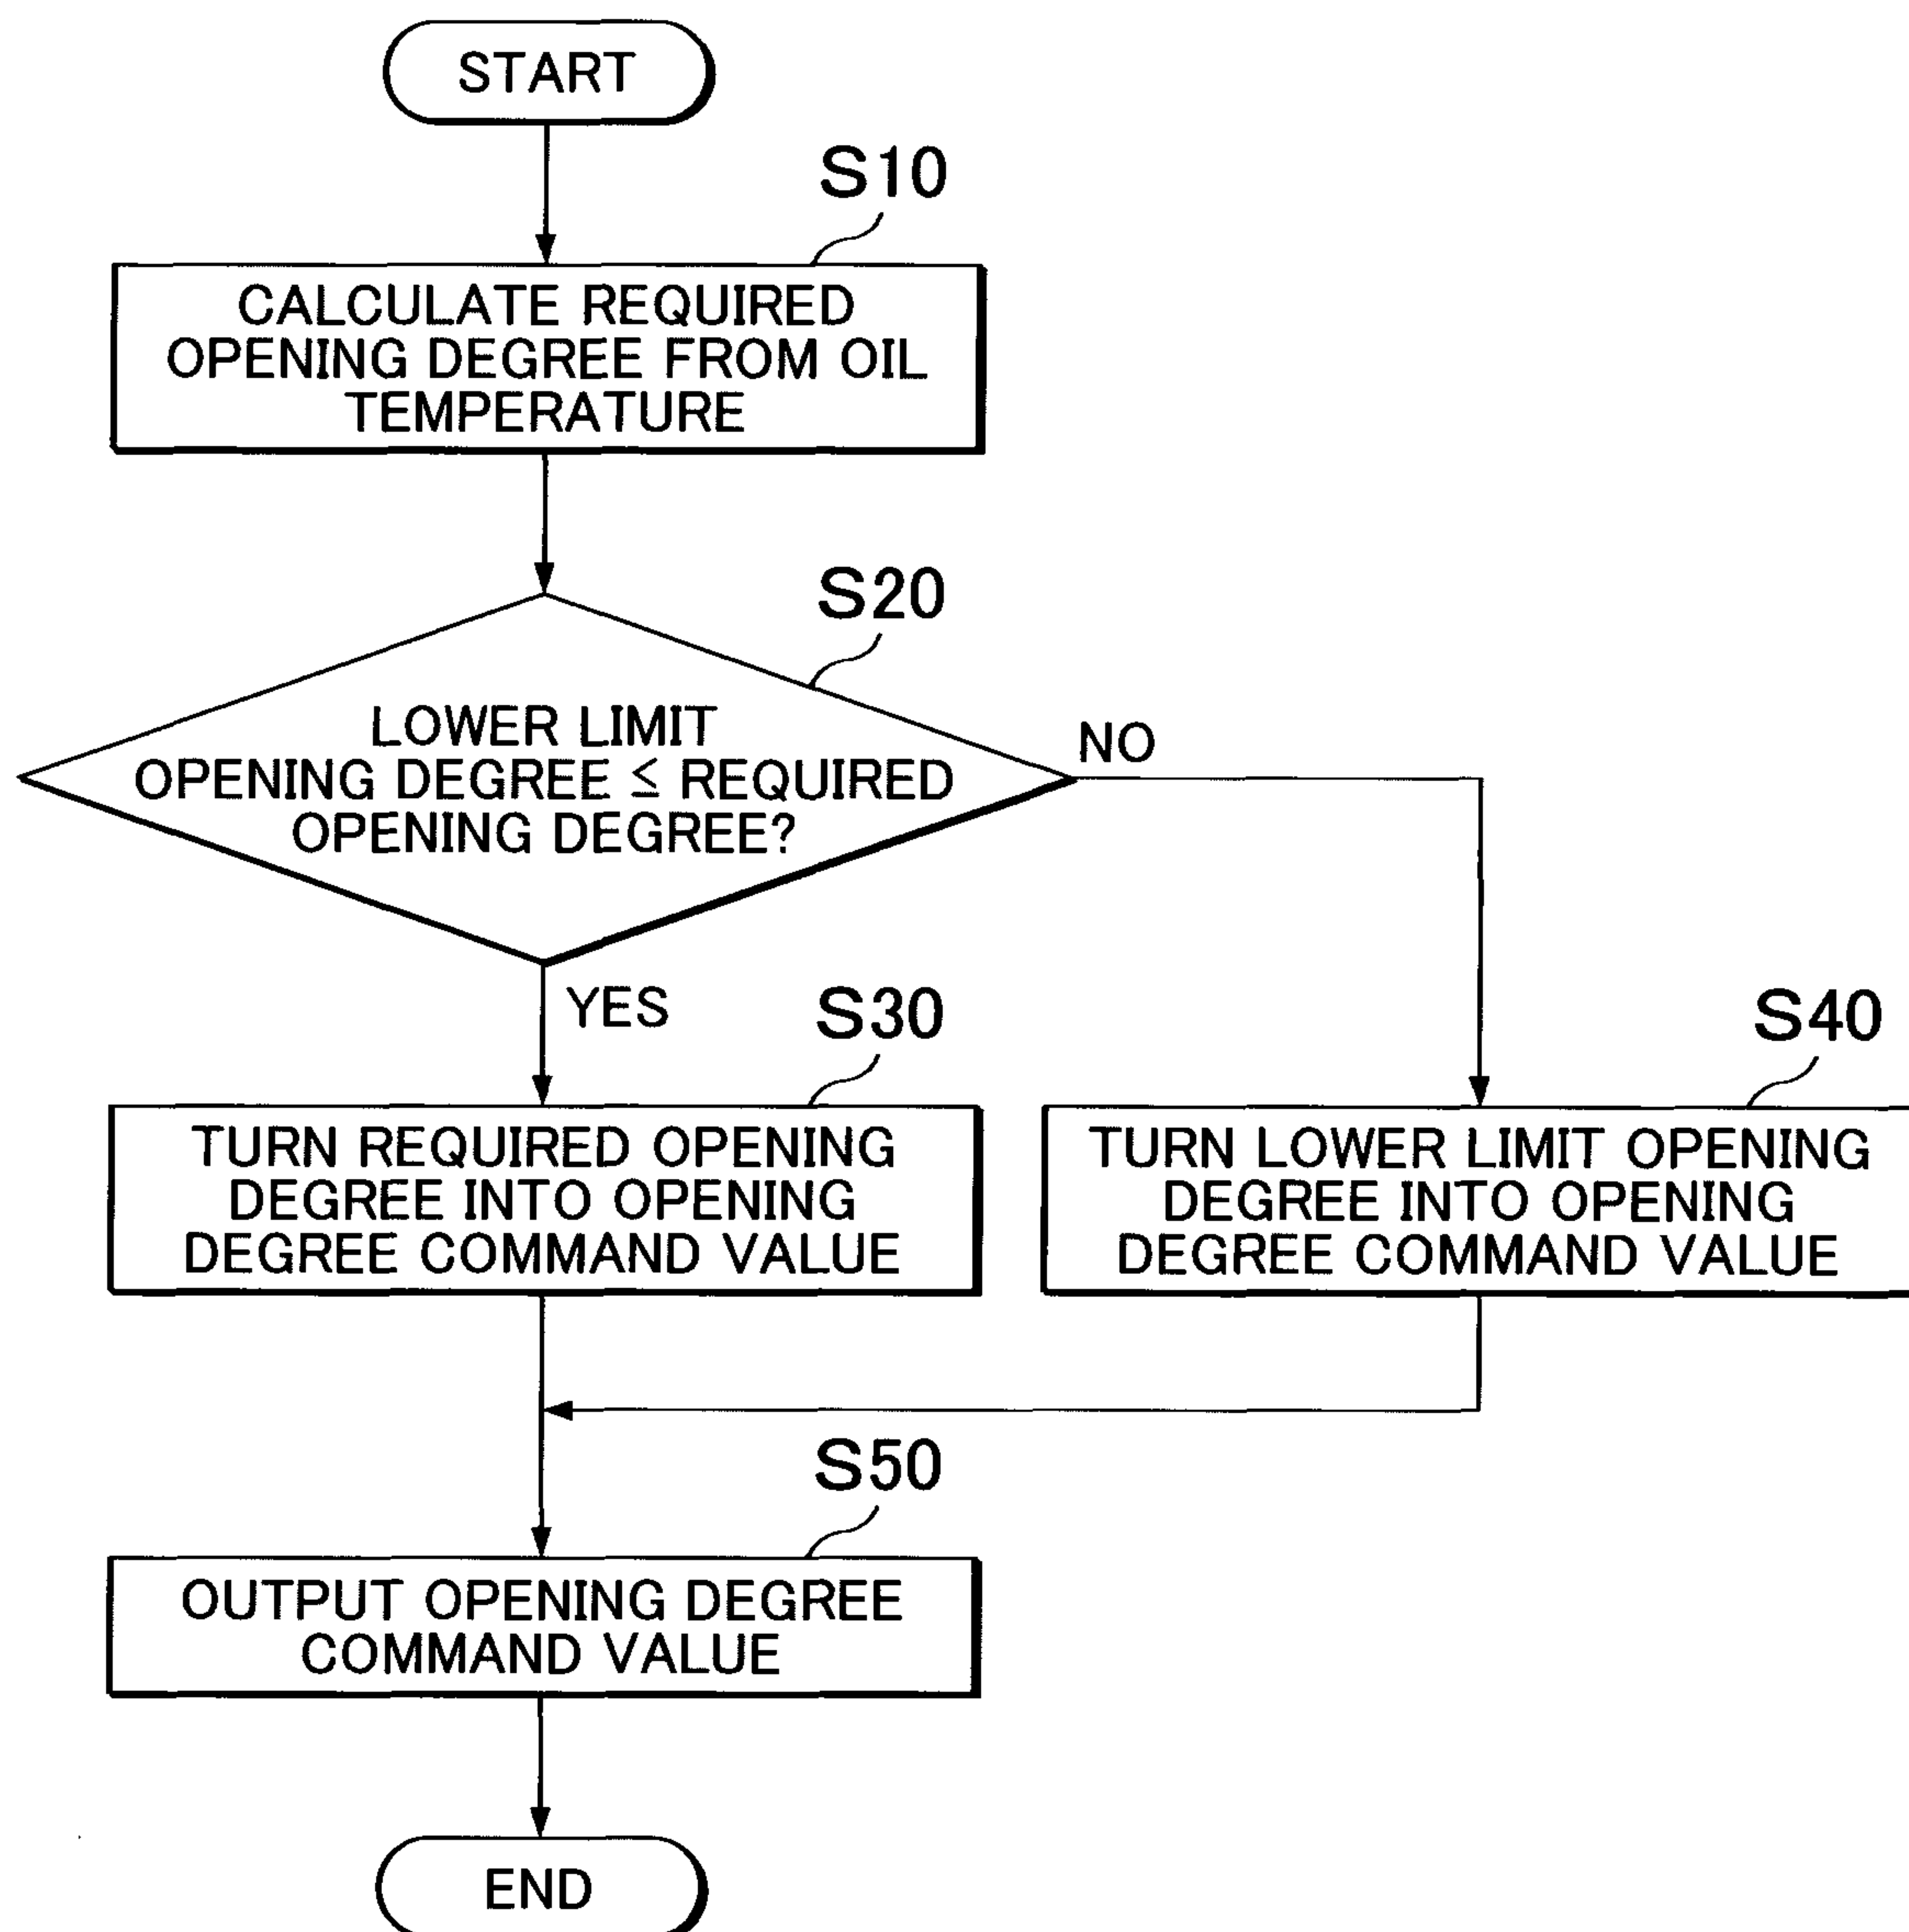 START
S10
CALCULATE REQUIRED
OPENING DEGREE FROM OIL
TEMPERATURE
S20
LOWER LIMIT
OPENING DEGREE ≤ REQUIRED
OPENING DEGREE?
NO
YES
S30
TURN REQUIRED OPENING
DEGREE INTO OPENING
DEGREE COMMAND VALUE
S40
TURN LOWER LIMIT OPENING
DEGREE INTO OPENING
DEGREE COMMAND VALUE
S50
OUTPUT OPENING DEGREE
COMMAND VALUE
END